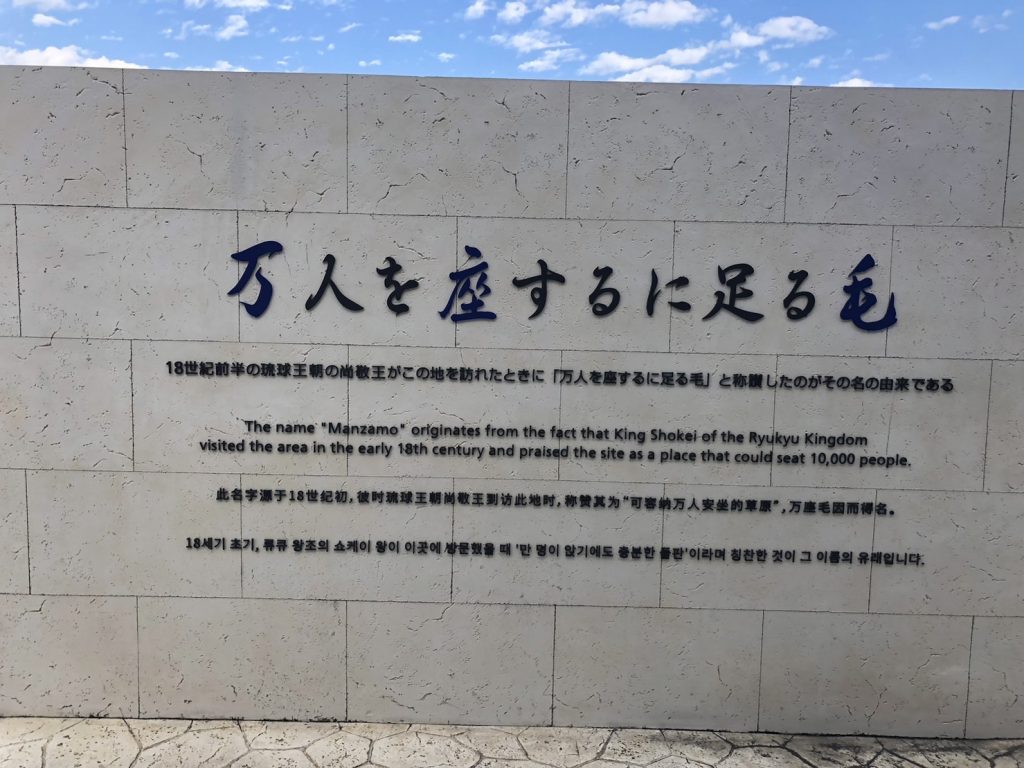 万人を座するに足る毛
18世紀前半の琉球王朝の尚敬王がこの地を訪れたときに「万人を座するに足る毛」と称讃したのがその名の由来である
The name "Manzamo" originates from the fact that King Shokei of the Ryukyu Kingdom
visited the area in the early 18th century and praised the site as a place that could seat 10,000 people.
此名字源于18世纪初，彼时琉球王朝尚敬王到访此地时，称赞其为“可容纳万人安坐的草原”，万座毛因而得名。
18세기 초기, 류큐 왕조의 쇼케이 왕이 이곳에 방문했을 때 '만 명이 앉기에도 충분한 들판'이라며 칭찬한 것이 그 이름의 유래입니다.